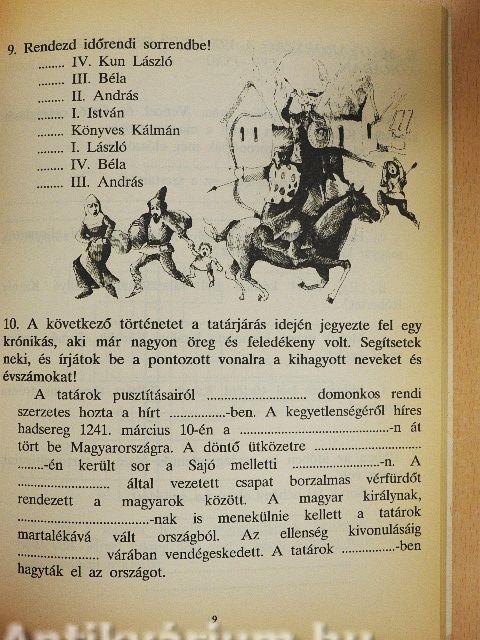 9. Rendezd időrendi sorrendbe!
........ IV. Kun László
........ III. Béla
........ II. András
........ I. István
........ Könyves Kálmán
........ I. László
........ IV. Béla
........ III. András
10. A következő történetet a tatárjárás idején jegyezte fel egy
krónikás, aki már nagyon öreg és feledékeny volt. Segítsetek
neki, és írjátok be a pontozott vonalra a kihagyott neveket és
évszámokat!
A tatárok pusztításairól ........................... domonkos rendi
szerzetes hozta a hírt ...............-ben. A kegyetlenségéről híres
hadsereg 1241. március 10-én a ........................................-n át
tört be Magyarországra. A döntő ütközetre .............................
..........-én került sor a Sajó melletti .......................-n. A
........................ által vezetett csapat borzalmas vérfürdőt
rendezett a magyarok között. A magyar királynak,
...................................-nak is menekülnie kellett a tatárok
martalékává vált országból. Az ellenség kivonulásáig
..................... várában vendégeskedett. A tatárok ..............-ben
hagyták el az országot.
9
Antikvárium.hu